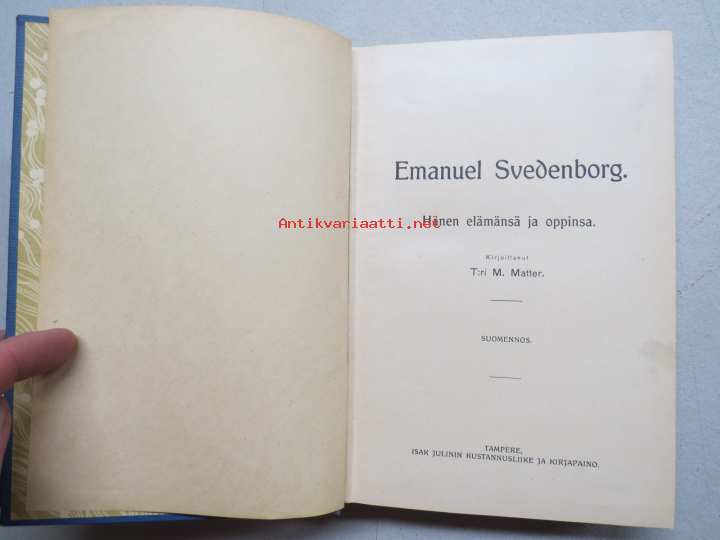 Emanuel Svedenborg.
Antikvariaatti.net
Hänen elämänsä ja oppinsa.
Kirjoittanut
T:ri M. Matter.
SUOMENNOS.
TAMPERE,
ISAK JULININ KUSTANNUSLIIKE JA KIRJAPAINO.